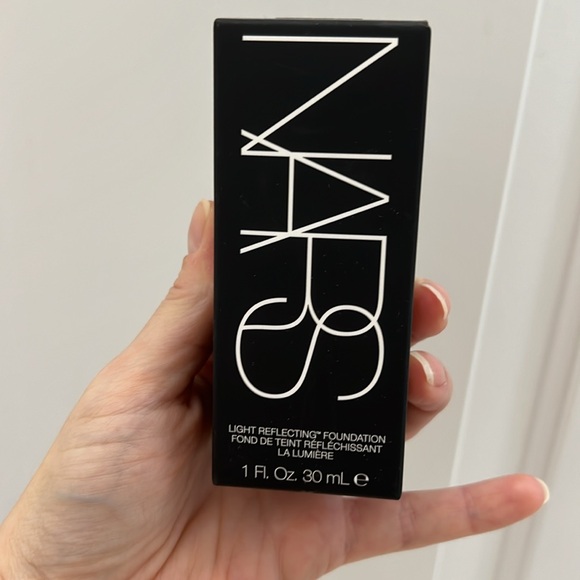 NARS
LIGHT REFLECTING™ FOUNDATION
FOND DE TEINT RÉFLÉCHISSANT
LA LUMIÈRE
1 Fl. Oz. 30 mL ℮